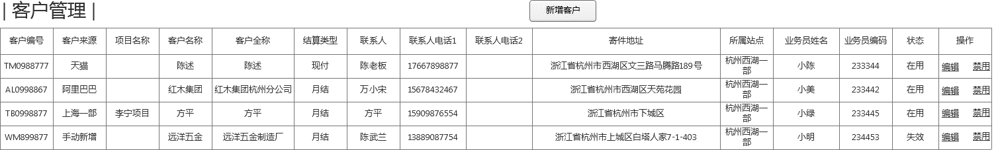 | 客户管理 |
新增客户
客户编号 客户来源 项目名称 客户名称 客户全称 结算类型 联系人 联系人电话1 联系人电话2 寄件地址 所属站点 业务员姓名 业务员编码 状态 操作
TM0988777 天猫 陈述 陈述 现付 陈老板 17667898877 浙江省杭州市西湖区文三路马腾路189号 杭州西湖一部 小陈 233344 在用 编辑 禁用
AL0998867 阿里巴巴 红木集团 红木集团杭州分公司 月结 万小宋 15678432467 浙江省杭州市西湖区天苑花园 杭州西湖一部 小美 233442 在用 编辑 禁用
TB0998877 上海一部 李宁项目 方平 方平 月结 方平 15909876554 浙江省杭州市下城区 杭州西湖一部 小绿 233445 在用 编辑 禁用
WM899877 手动新增 远洋五金 远洋五金制造厂 月结 陈武兰 13889087754 浙江省杭州市上城区白塔人家7-1-403 杭州西湖一部 小明 234453 失效 编辑 禁用